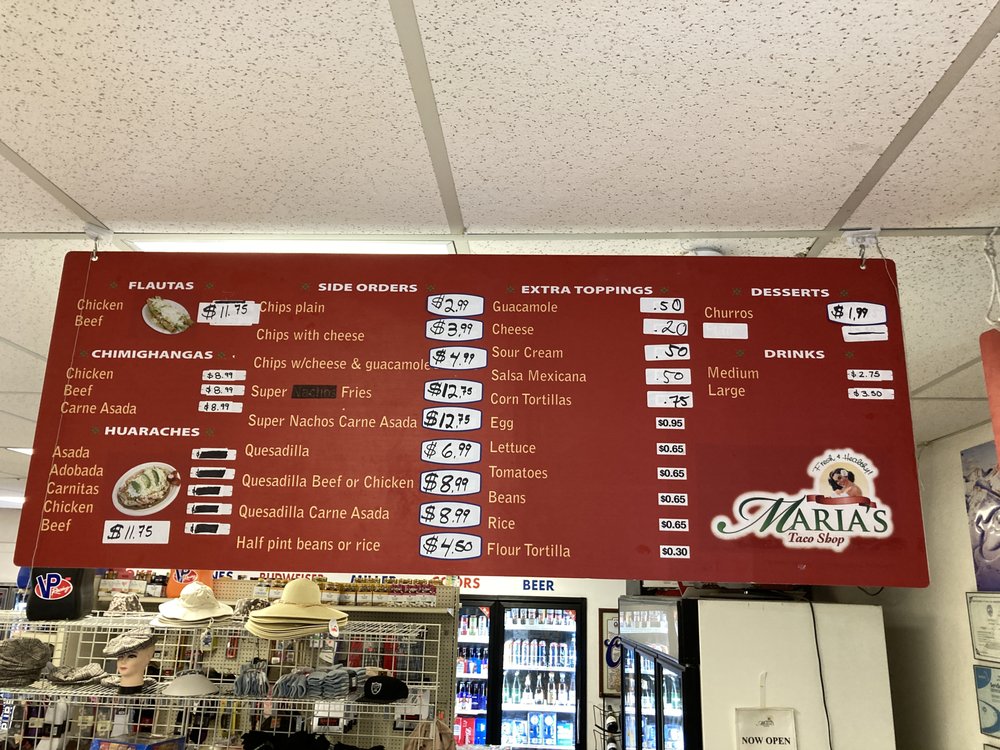 FLAUTAS
Chicken
Beef
$11.75
CHIMIGHANGAS
Chicken $8.99
Beef $8.99
Carne Asada $8.99
HUARACHES
Asada
Adobada
Carnitas
Chicken
Beef
$11.75
SIDE ORDERS
Chips plain $2.99
Chips with cheese $3.99
Chips w/cheese & guacamole $4.99
Super Nachos Fries $12.75
Super Nachos Carne Asada $12.75
Quesadilla $6.99
Quesadilla Beef or Chicken $8.99
Quesadilla Carne Asada $8.99
Half pint beans or rice $4.50
EXTRA TOPPINGS
Guacamole .50
Cheese .20
Sour Cream .50
Salsa Mexicana .50
Corn Tortillas .75
Egg $0.95
Lettuce $0.65
Tomatoes $0.65
Beans $0.65
Rice $0.65
Flour Tortilla $0.30
DESSERTS
Churros $1.99
DRINKS
Medium $2.75
Large $3.50
Fresh & Healthy!
MARIA'S
Taco Shop
VP Racing
BUDWEISER
BEER
NOW OPEN